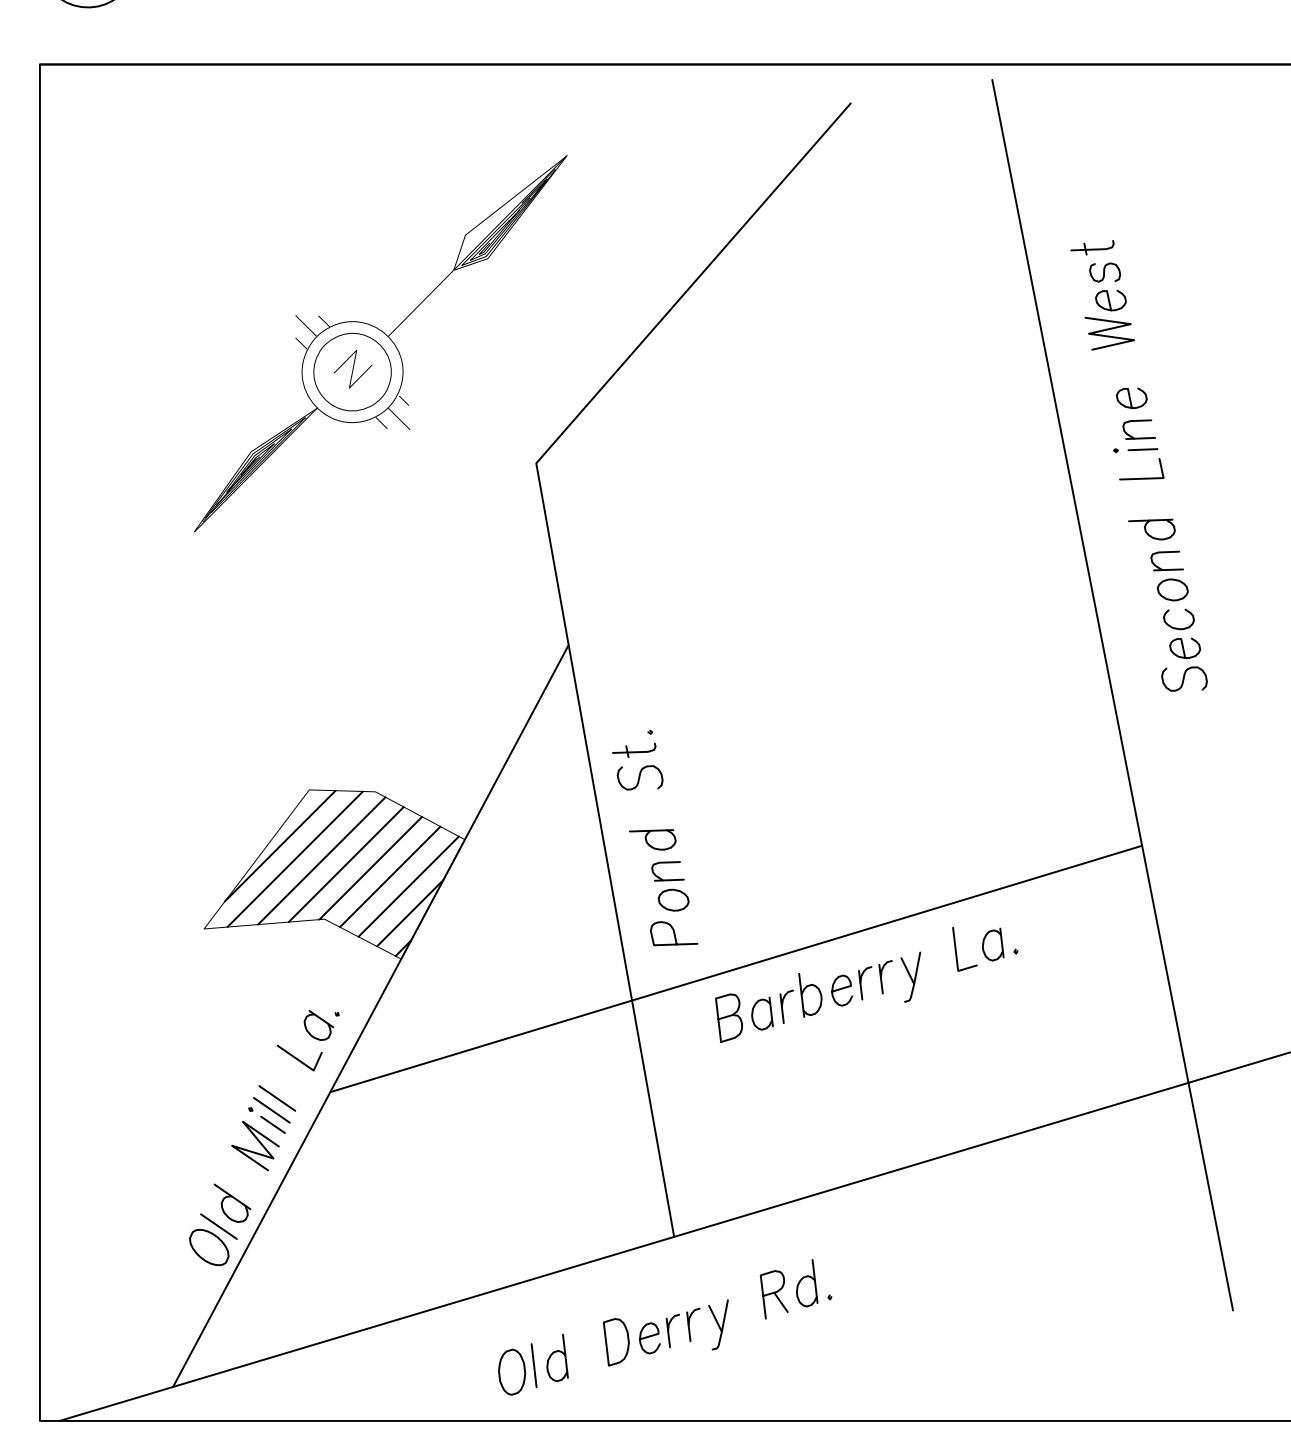 N
Second Line West
Pond St.
Barberry La.
Old Mill La.
Old Derry Rd.